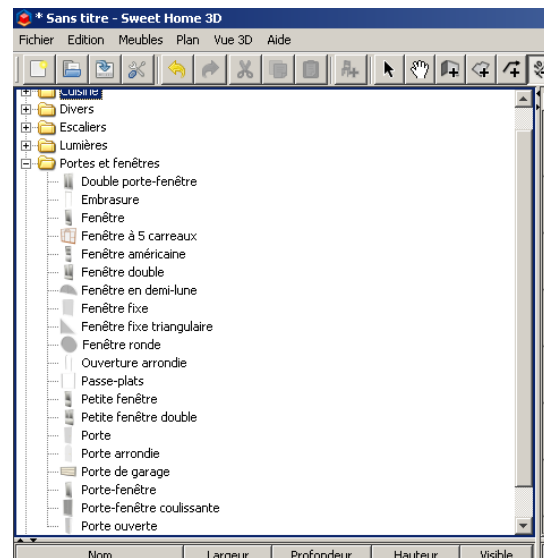 * Sans titre - Sweet Home 3D
Fichier Edition Meubles Plan Vue 3D Aide
Cuisine
Divers
Escaliers
Lumières
Portes et fenêtres
Double porte-fenêtre
Embrasure
Fenêtre
Fenêtre à 5 carreaux
Fenêtre américaine
Fenêtre double
Fenêtre en demi-lune
Fenêtre fixe
Fenêtre fixe triangulaire
Fenêtre ronde
Ouverture arrondie
Passe-plats
Petite fenêtre
Petite fenêtre double
Porte
Porte arrondie
Porte de garage
Porte-fenêtre
Porte-fenêtre coulissante
Porte ouverte
Nom Largeur Profondeur Hauteur Visible